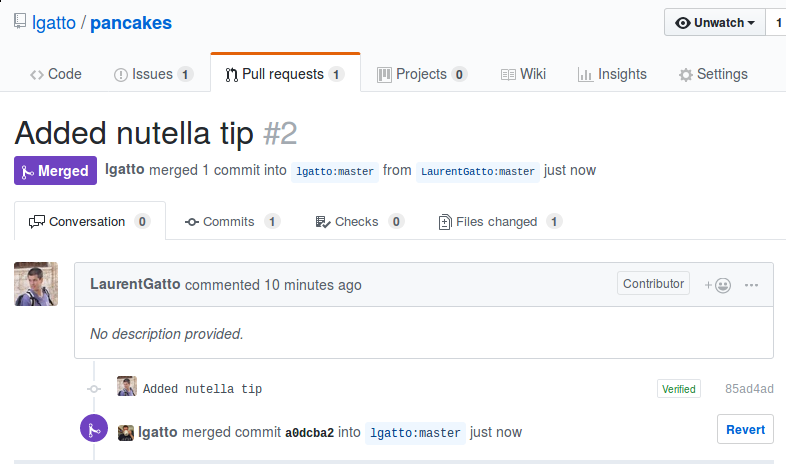 lgatto / pancakes
Unwatch 1
Code Issues 1 Pull requests 1 Projects 0 Wiki Insights Settings
Added nutella tip #2
Merged lgatto merged 1 commit into lgatto:master from LaurentGatto:master just now
Conversation 0 Commits 1 Checks 0 Files changed 1
LaurentGatto commented 10 minutes ago Contributor +
No description provided.
Added nutella tip Verified 85ad4ad
lgatto merged commit a0dcba2 into lgatto:master just now Revert